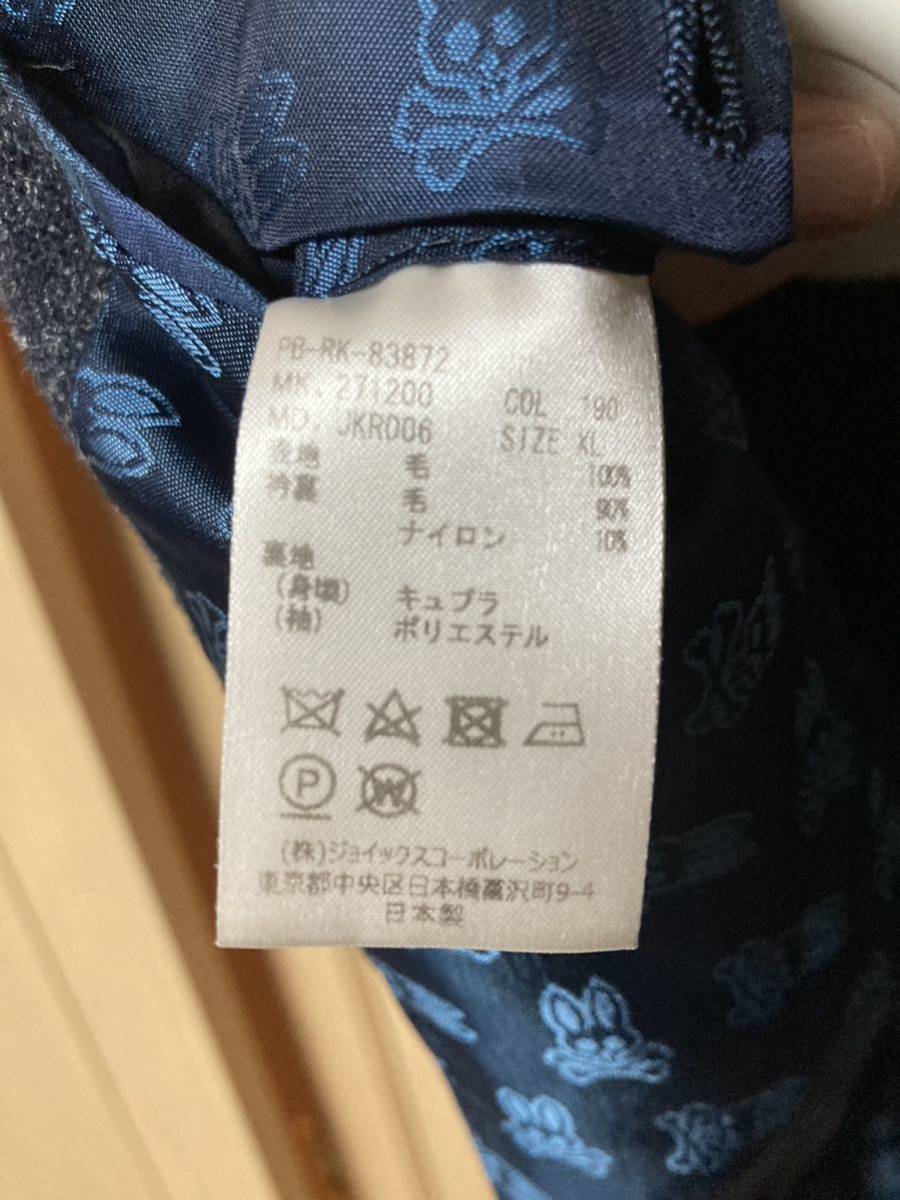 PB-RK-83872
MK. 271200 COL 190
MD. JKR006 SIZE XL
表地 毛 100%
衿裏 毛 90%
ナイロン 10%
裏地
(身頃) キュプラ
(袖) ポリエステル
P W
(株)ジョイックスコーポレーション
東京都中央区日本橋富沢町9-4
日本製